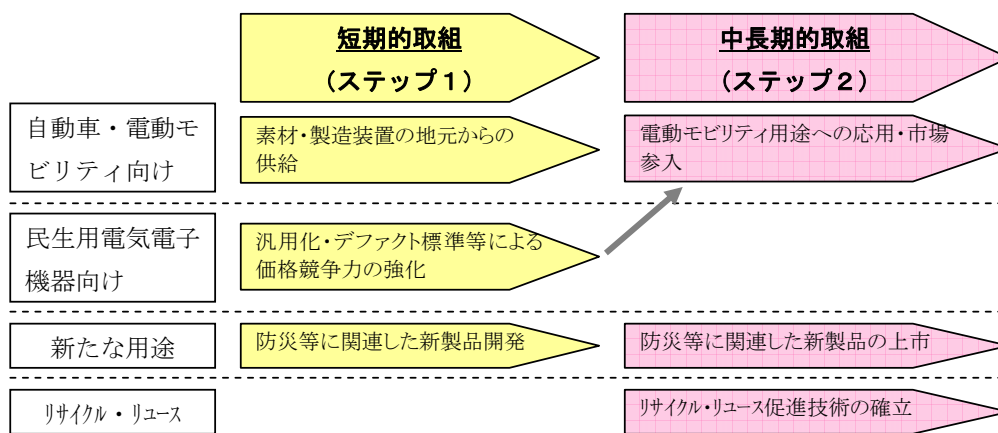 短期的取組
（ステップ１）
中長期的取組
（ステップ２）
自動車・電動モ
ビリティ向け
素材・製造装置の地元からの
供給
電動モビリティ用途への応用・市場
参入
民生用電気電子
機器向け
汎用化・デファクト標準等による
価格競争力の強化
新たな用途
防災等に関連した新製品開発
防災等に関連した新製品の上市
ﾘｻｲｸﾙ・ﾘﾕｰｽ
ﾘｻｲｸﾙ・ﾘﾕｰｽ促進技術の確立